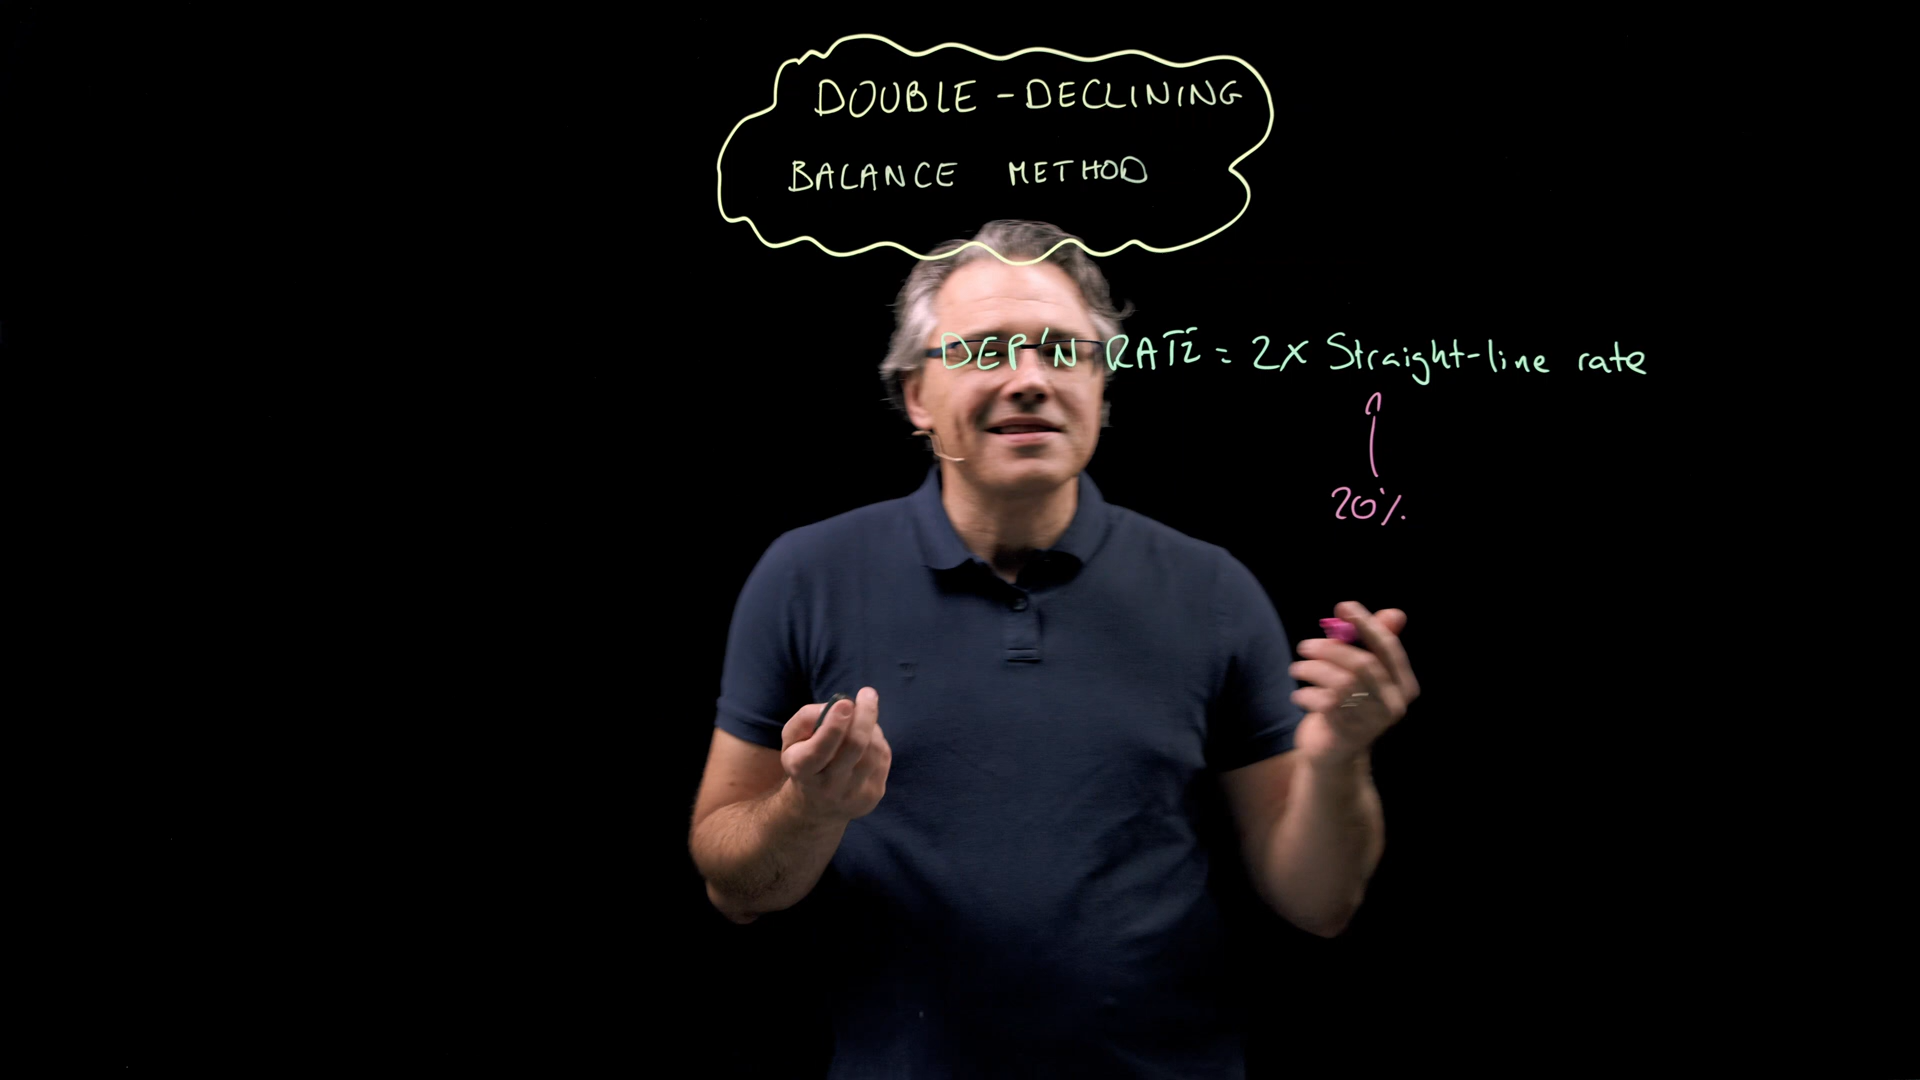 DOUBLE-DECLINING
BALANCE METHOD
DEP'N RATE = 2x Straight-line rate
20%